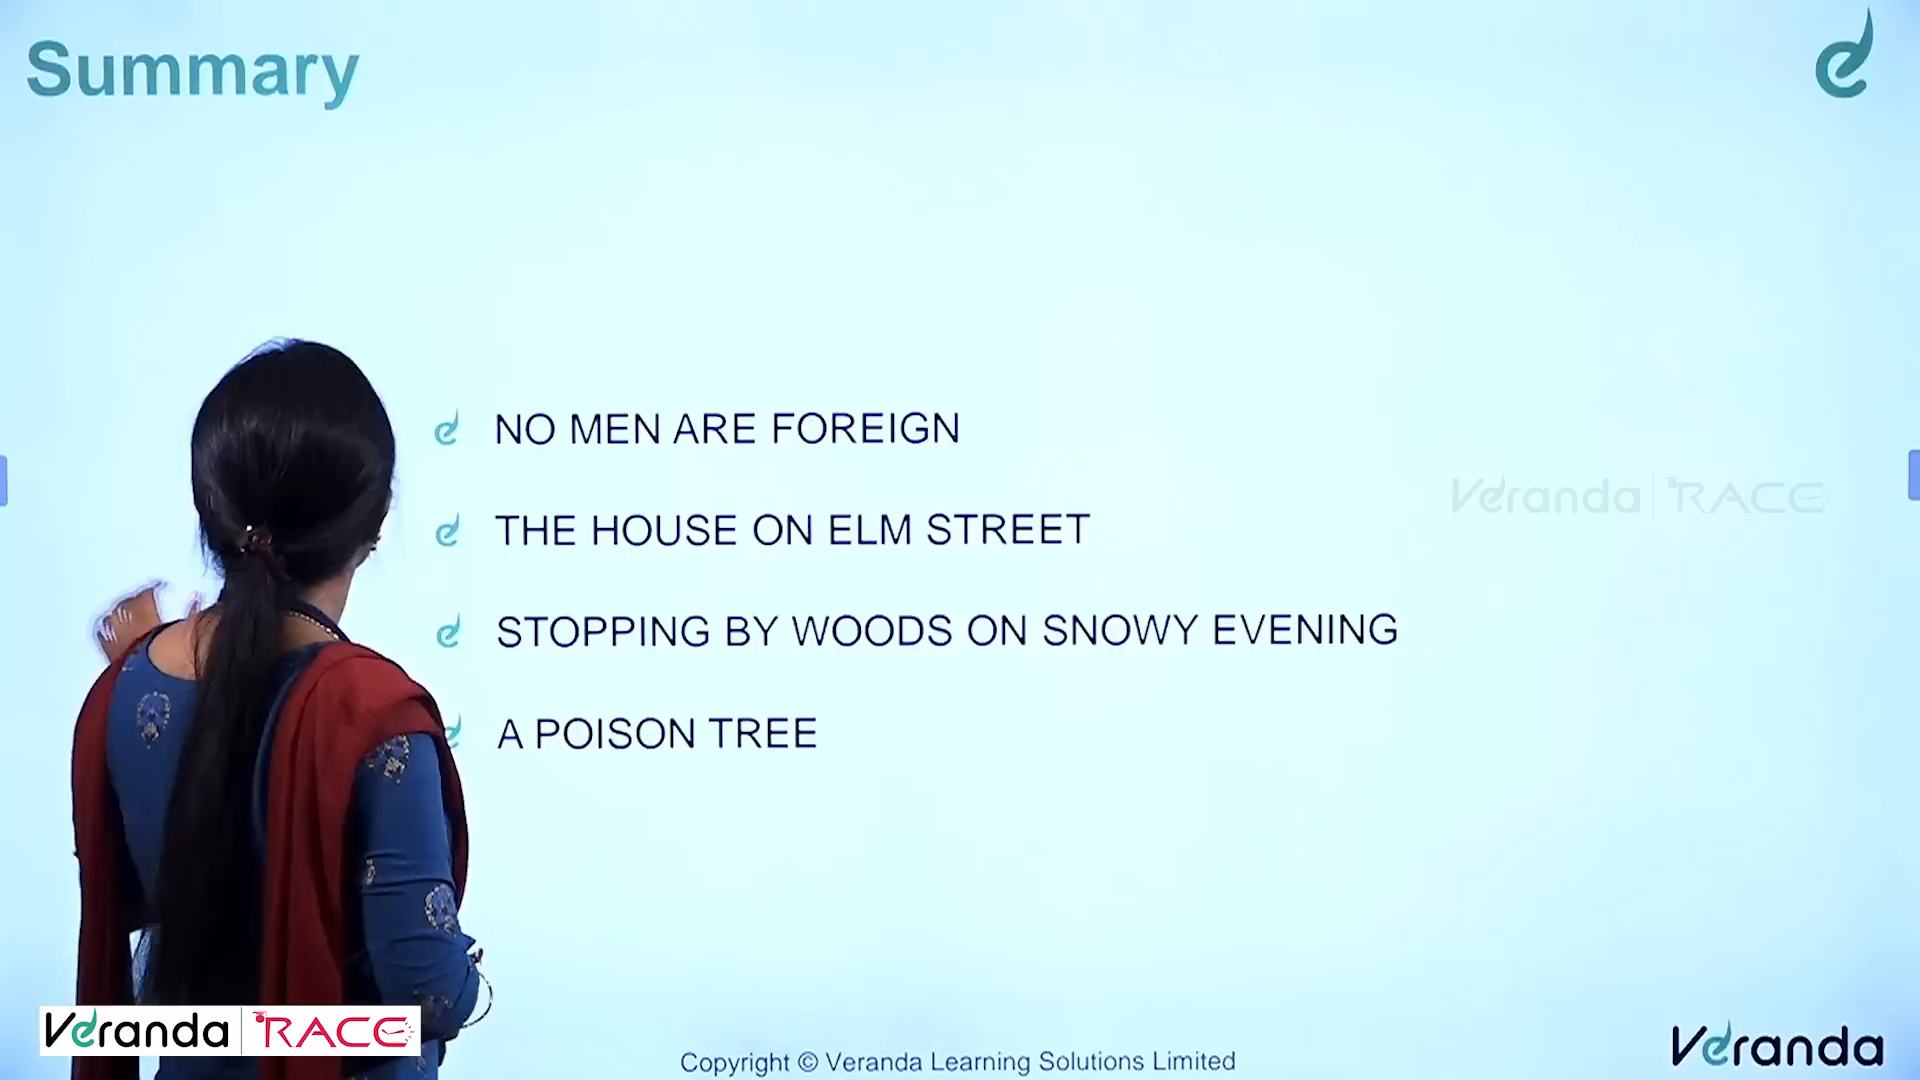 Summary
NO MEN ARE FOREIGN
THE HOUSE ON ELM STREET
Veranda RACE
STOPPING BY WOODS ON SNOWY EVENING
A POISON TREE
Veranda RACE
Copyright © Veranda Learning Solutions Limited
Veranda